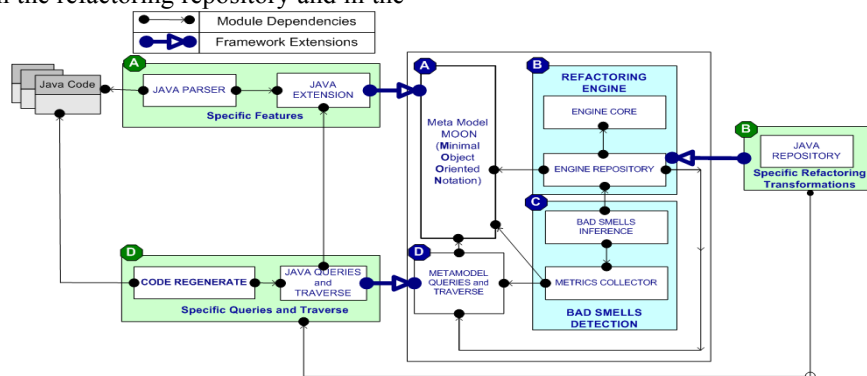 the refactoring repository and in the
Module Dependencies
Framework Extensions
A
Java Code
JAVA PARSER
JAVA
EXTENSION
Specific Features
A
Meta Model
MOON
(Minimal
Object
Oriented
Notation)
B
REFACTORING
ENGINE
ENGINE CORE
ENGINE REPOSITORY
B
JAVA
REPOSITORY
Specific Refactoring
Transformations
C
BAD SMELLS
INFERENCE
METRICS COLLECTOR
BAD SMELLS
DETECTION
D
CODE REGENERATE
JAVA QUERIES
and
TRAVERSE
Specific Queries and Traverse
D
METAMODEL
QUERIES and
TRAVERSE